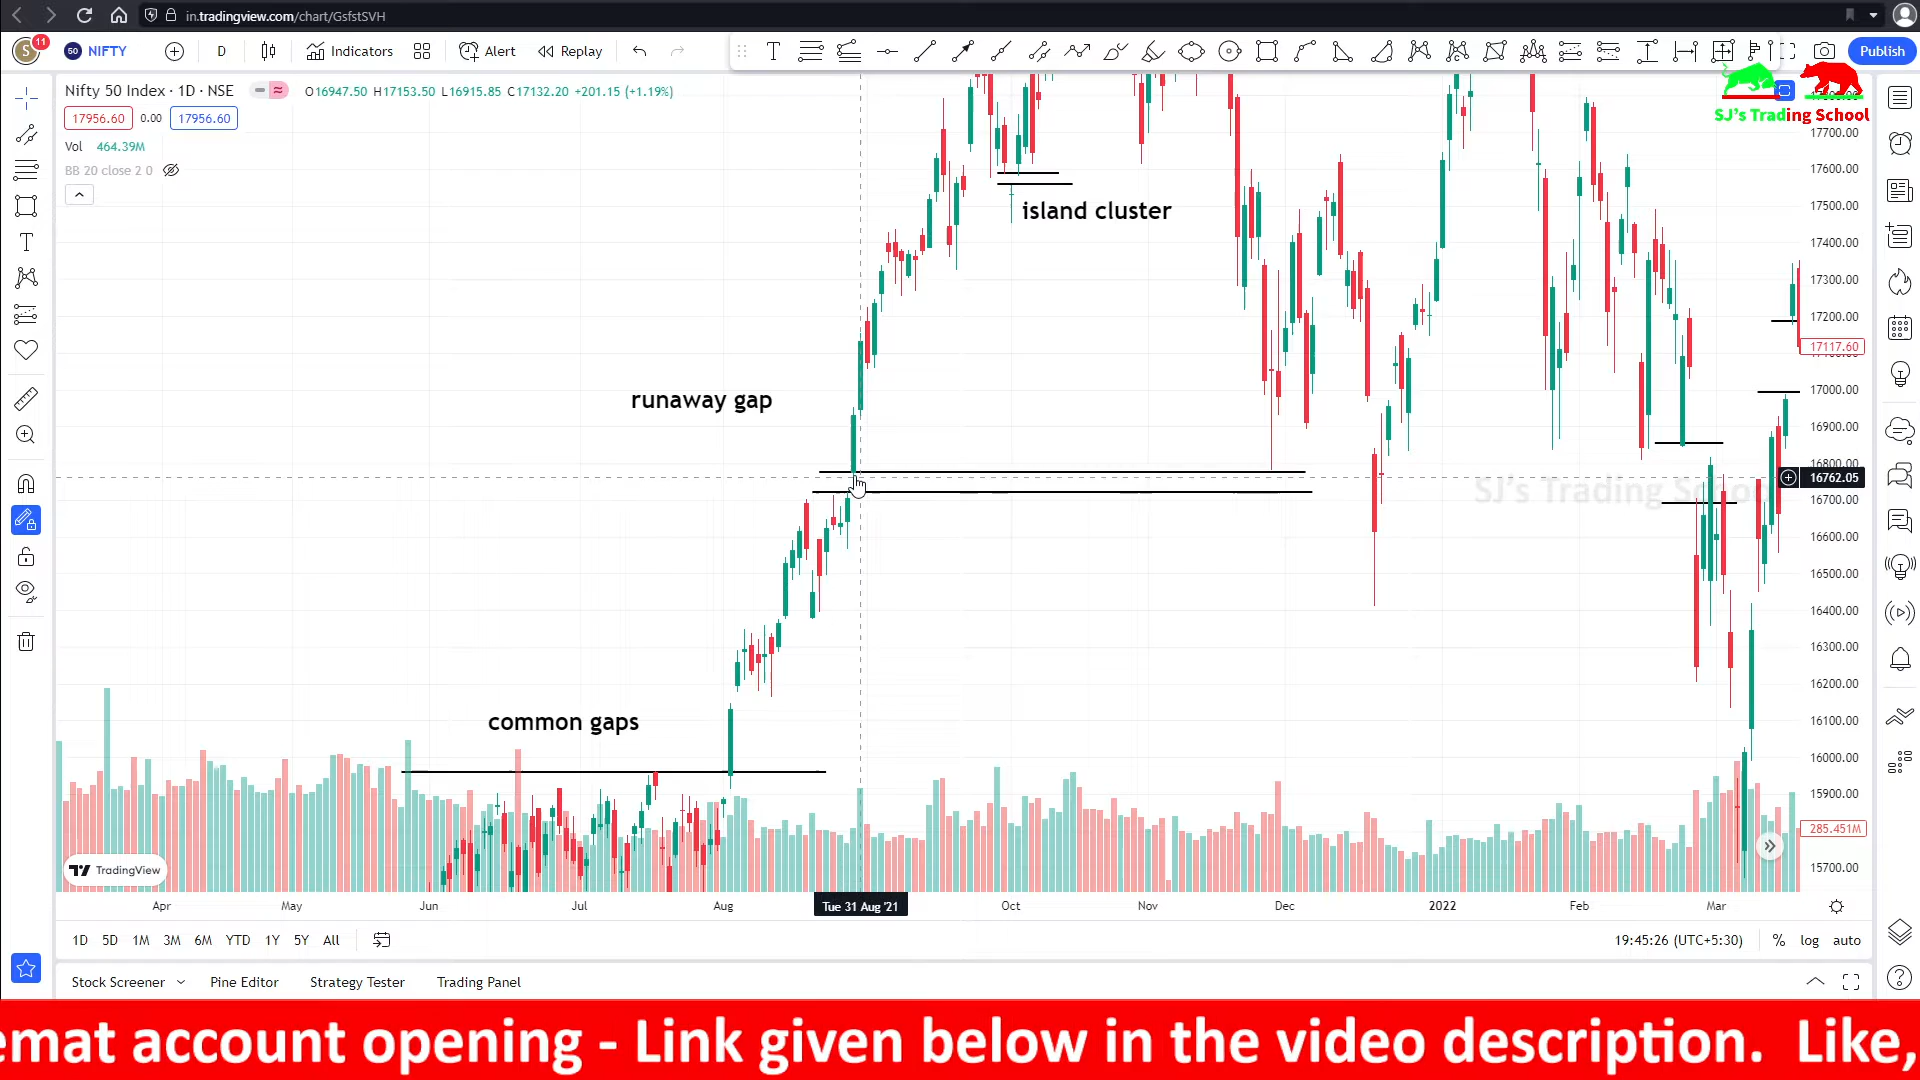 in.tradingview.com/chart/GsfstSVH
S 11 50 NIFTY D Indicators Alert Replay Publish
Nifty 50 Index · 1D · NSE O16947.50 H17153.50 L16915.85 C17132.20 +201.15 (+1.19%)
17956.60 0.00 17956.60
Vol 464.39M
BB 20 close 2 0
SJ's Trading School
17700.00
17600.00
17500.00
island cluster
17400.00
17300.00
17200.00
17117.60
17000.00
runaway gap
16900.00
16800.00
16762.05
SJ's Trading School
16700.00
16600.00
16500.00
16400.00
16300.00
16200.00
16100.00
common gaps
16000.00
15900.00
285.451M
15700.00
TradingView
Apr May Jun Jul Aug Tue 31 Aug '21 Oct Nov Dec 2022 Feb Mar
1D 5D 1M 3M 6M YTD 1Y 5Y All 19:45:26 (UTC+5:30) % log auto
Stock Screener Pine Editor Strategy Tester Trading Panel
emat account opening - Link given below in the video description. Like,